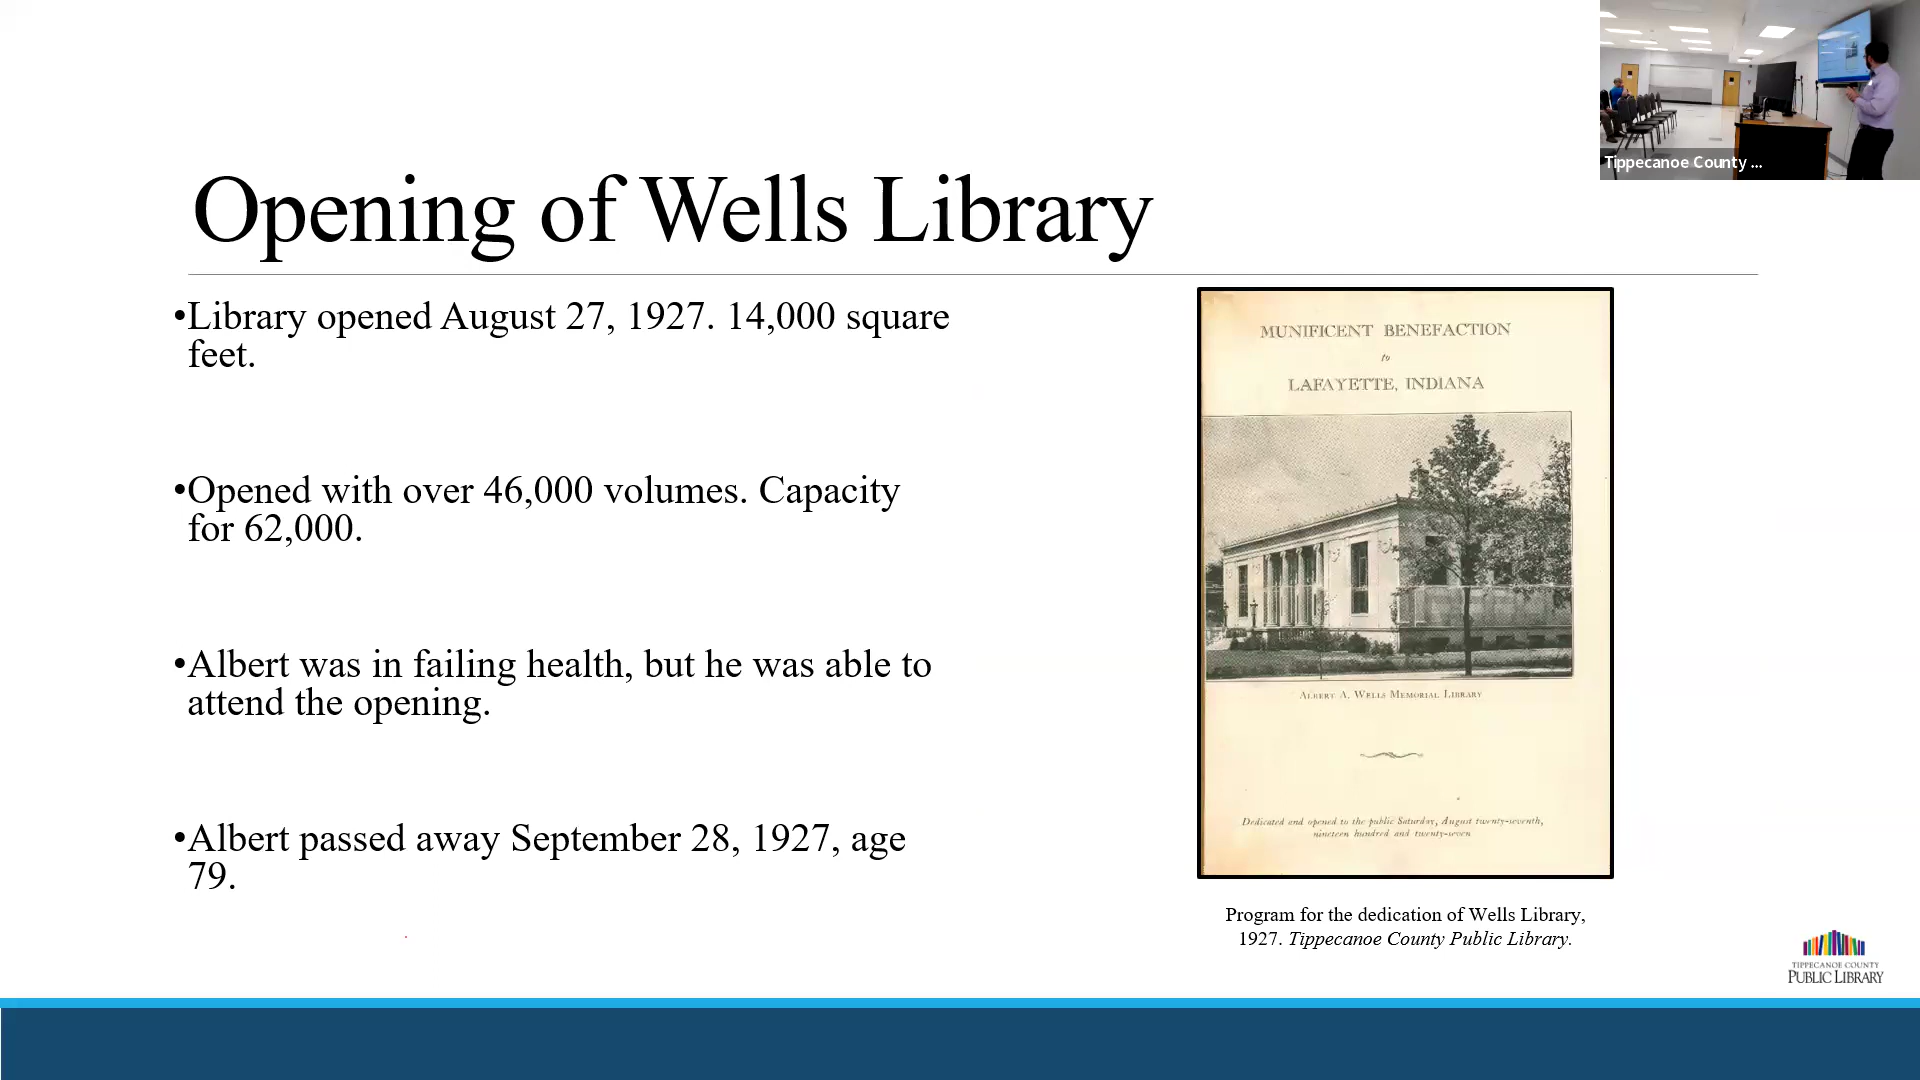 Tippecanoe County ...
Opening of Wells Library
•Library opened August 27, 1927. 14,000 square
feet.
•Opened with over 46,000 volumes. Capacity
for 62,000.
•Albert was in failing health, but he was able to
attend the opening.
•Albert passed away September 28, 1927, age
79.
MUNIFICENT BENEFACTION
to
LAFAYETTE, INDIANA
ALBERT A. WELLS MEMORIAL LIBRARY
Dedicated and opened to the public Saturday, August twenty-seventh,
nineteen hundred and twenty-seven
Program for the dedication of Wells Library,
1927. Tippecanoe County Public Library.
TIPPECANOE COUNTY
PUBLIC LIBRARY